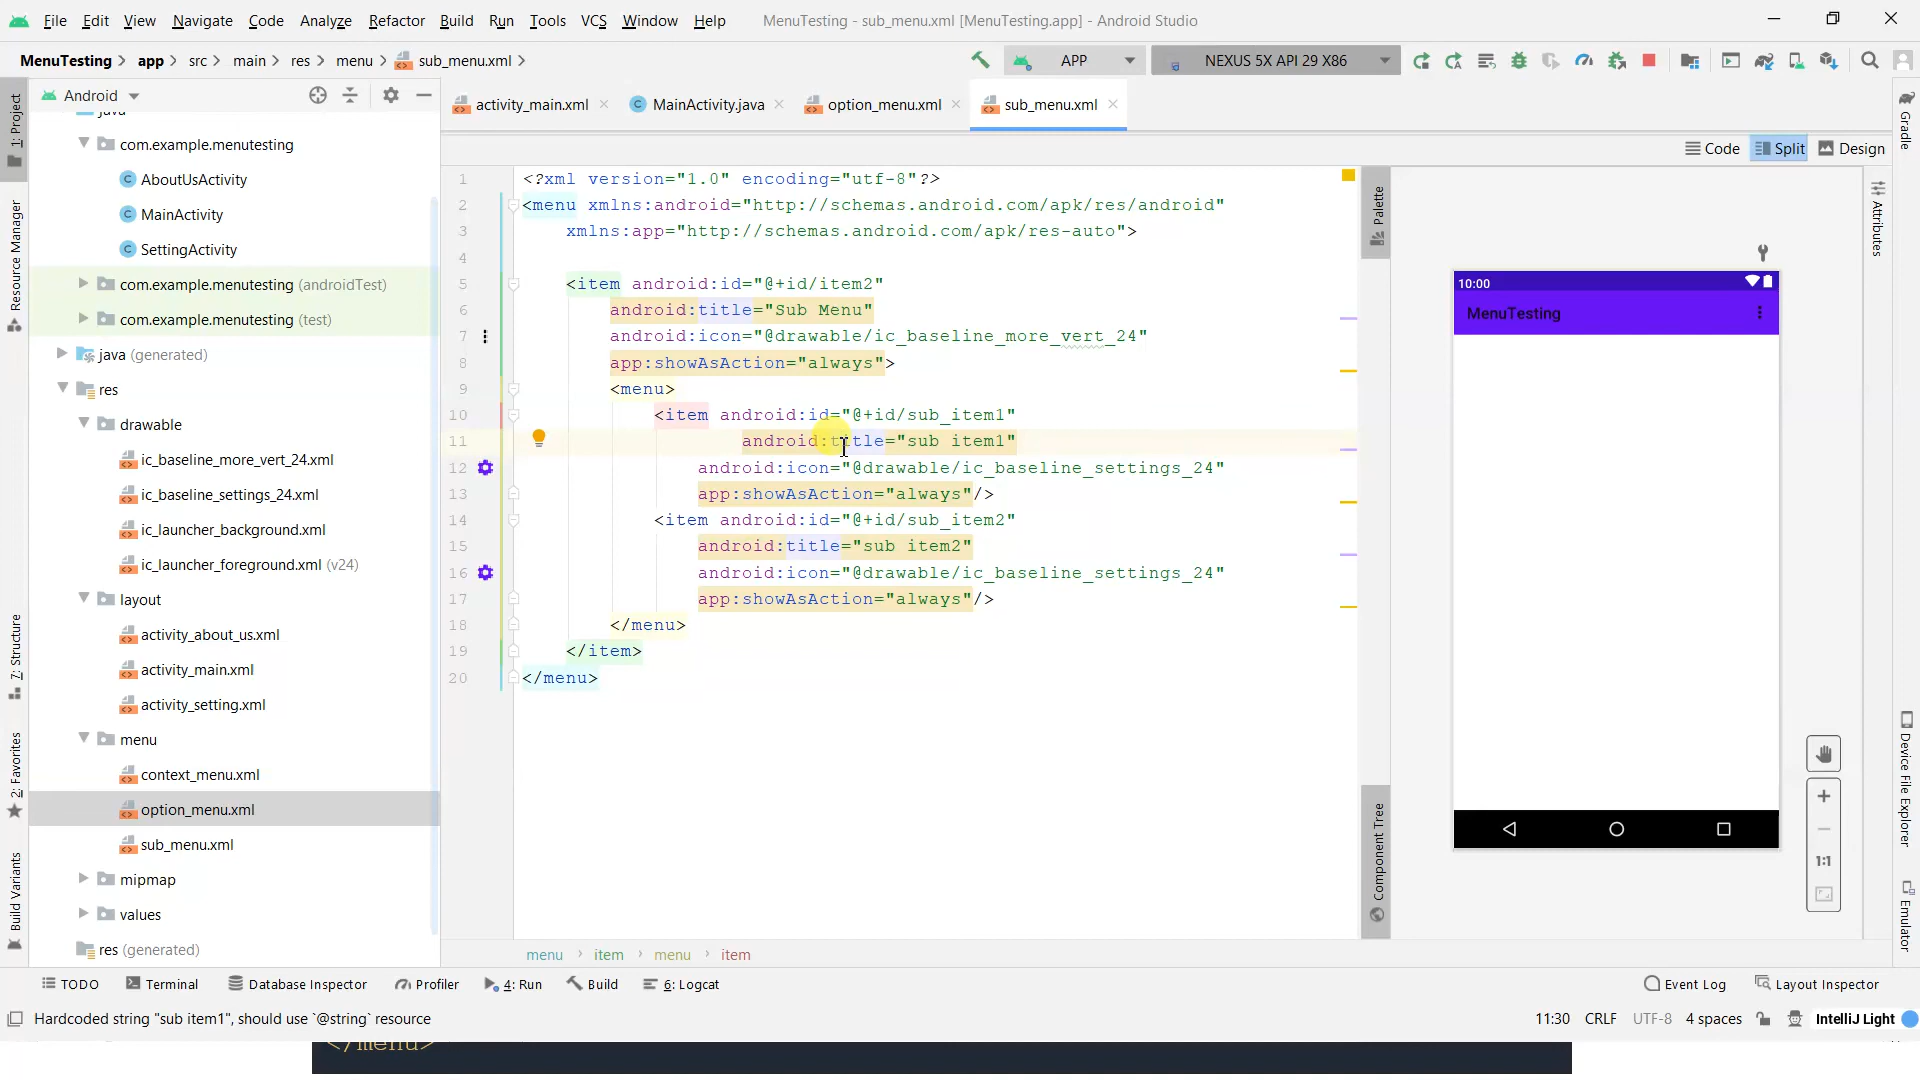 File Edit View Navigate Code Analyze Refactor Build Run Tools VCS Window Help MenuTesting - sub_menu.xml [MenuTesting.app] - Android Studio
MenuTesting app src main res menu sub_menu.xml APP NEXUS 5X API 29 X86
Android
activity_main.xml MainActivity.java option_menu.xml sub_menu.xml
Code Split Design
1: Project
Resource Manager
7: Structure
2: Favorites
Build Variants
java
com.example.menutesting
AboutUsActivity
MainActivity
SettingActivity
com.example.menutesting (androidTest)
com.example.menutesting (test)
java (generated)
res
drawable
ic_baseline_more_vert_24.xml
ic_baseline_settings_24.xml
ic_launcher_background.xml
ic_launcher_foreground.xml (v24)
layout
activity_about_us.xml
activity_main.xml
activity_setting.xml
menu
context_menu.xml
option_menu.xml
sub_menu.xml
mipmap
values
res (generated)
1 <?xml version="1.0" encoding="utf-8"?>
2 <menu xmlns:android="http://schemas.android.com/apk/res/android"
3 xmlns:app="http://schemas.android.com/apk/res-auto">
4
5 <item android:id="@+id/item2"
6 android:title="Sub Menu"
7 android:icon="@drawable/ic_baseline_more_vert_24"
8 app:showAsAction="always">
9 <menu>
10 <item android:id="@+id/sub_item1"
11 android:title="sub item1"
12 android:icon="@drawable/ic_baseline_settings_24"
13 app:showAsAction="always"/>
14 <item android:id="@+id/sub_item2"
15 android:title="sub item2"
16 android:icon="@drawable/ic_baseline_settings_24"
17 app:showAsAction="always"/>
18 </menu>
19 </item>
20 </menu>
menu item menu item
Palette
Component Tree
10:00
MenuTesting
1:1
Gradle
Attributes
Device File Explorer
Emulator
TODO Terminal Database Inspector Profiler 4: Run Build 6: Logcat Event Log Layout Inspector
Hardcoded string "sub item1", should use `@string` resource 11:30 CRLF UTF-8 4 spaces IntelliJ Light
</menu>